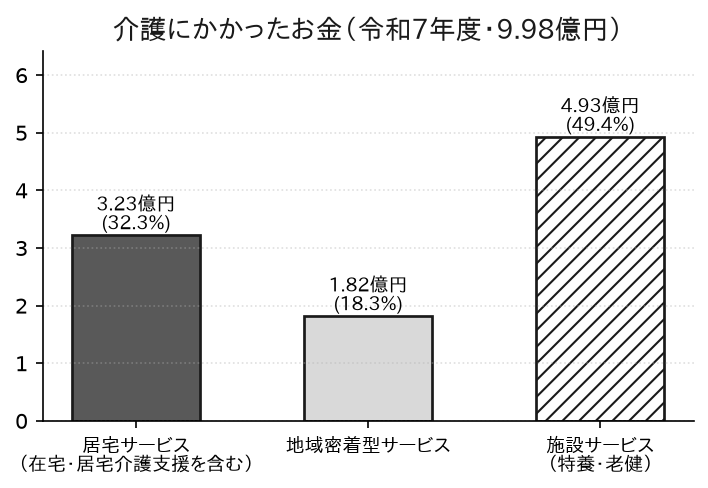 介護にかかったお金(令和7年度・9.98億円)
6
5
4
3
2
1
0
3.23億円
(32.3%)
1.82億円
(18.3%)
4.93億円
(49.4%)
居宅サービス
(在宅・居宅介護支援を含む)
地域密着型サービス
施設サービス
(特養・老健)